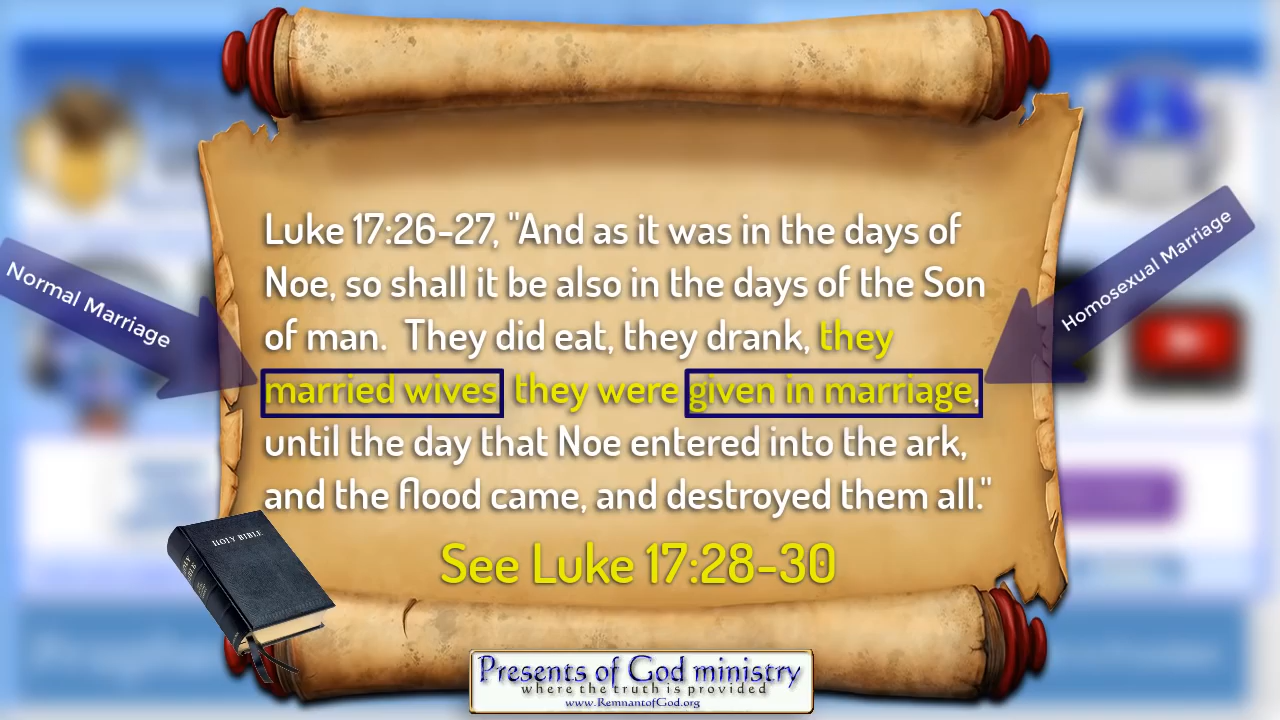 Luke 17:26-27, "And as it was in the days of
Noe, so shall it be also in the days of the Son
of man.  They did eat, they drank, they
married wives, they were given in marriage,
until the day that Noe entered into the ark,
and the flood came, and destroyed them all."
See Luke 17:28-30
Normal Marriage
Homosexual Marriage
HOLY BIBLE
HOLY BIBLE
Presents of God ministry
where the truth is provided
www.RemnantofGod.org